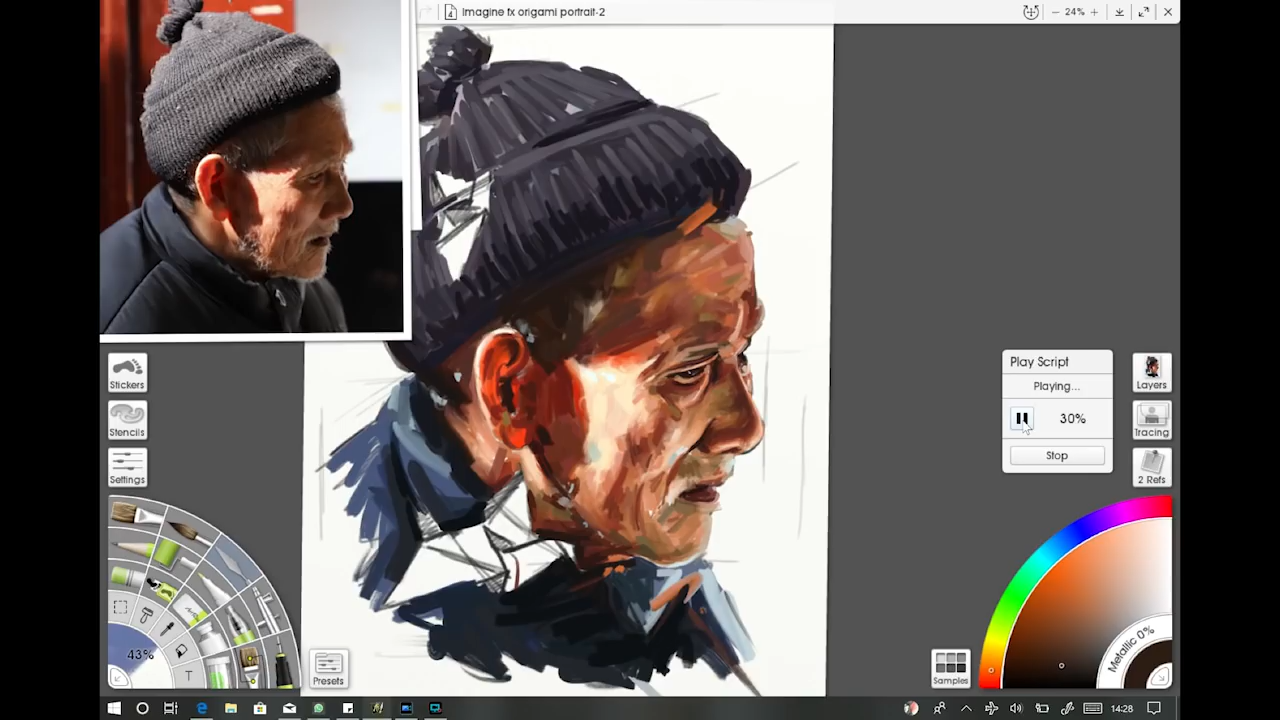 4
Imagine fx origami portrait-2
24%
Stickers
Stencils
Settings
43%
T
Presets
Play Script
Playing...
30%
Stop
Layers
Tracing
2 Refs
Metallic 0%
Samples
14:28